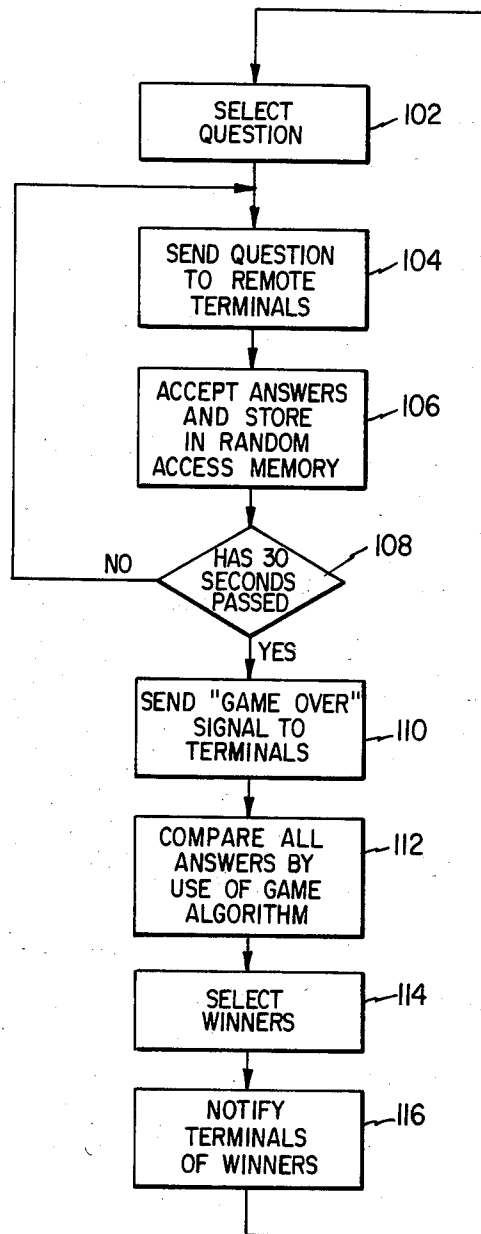 SELECT
QUESTION
102
SEND QUESTION
TO REMOTE
TERMINALS
104
ACCEPT ANSWERS
AND STORE
IN RANDOM
ACCESS MEMORY
106
HAS 30
SECONDS
PASSED
108
NO
YES
SEND "GAME OVER"
SIGNAL TO
TERMINALS
110
COMPARE ALL
ANSWERS BY
USE OF GAME
ALGORITHM
112
SELECT
WINNERS
114
NOTIFY
TERMINALS
OF WINNERS
116